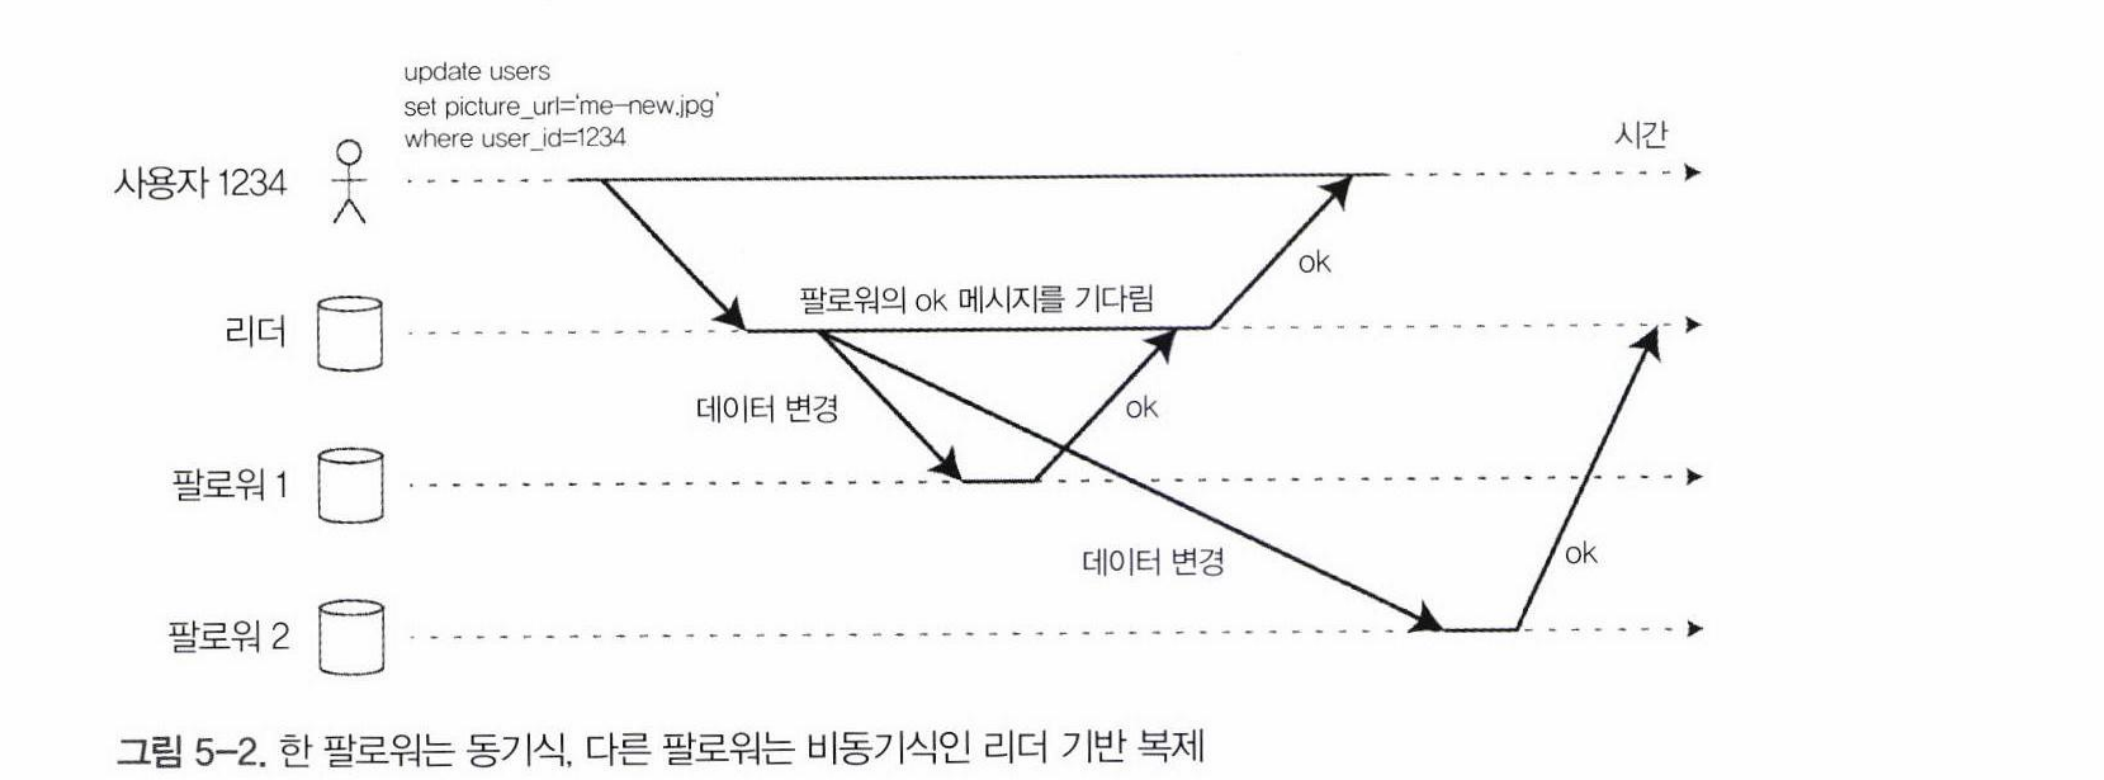 update users
set picture_url='me-new.jpg'
where user_id=1234
시간
사용자 1234
ok
팔로워의 ok 메시지를 기다림
리더
데이터 변경
ok
팔로워 1
데이터 변경
ok
팔로워 2
그림 5-2. 한 팔로워는 동기식, 다른 팔로워는 비동기식인 리더 기반 복제